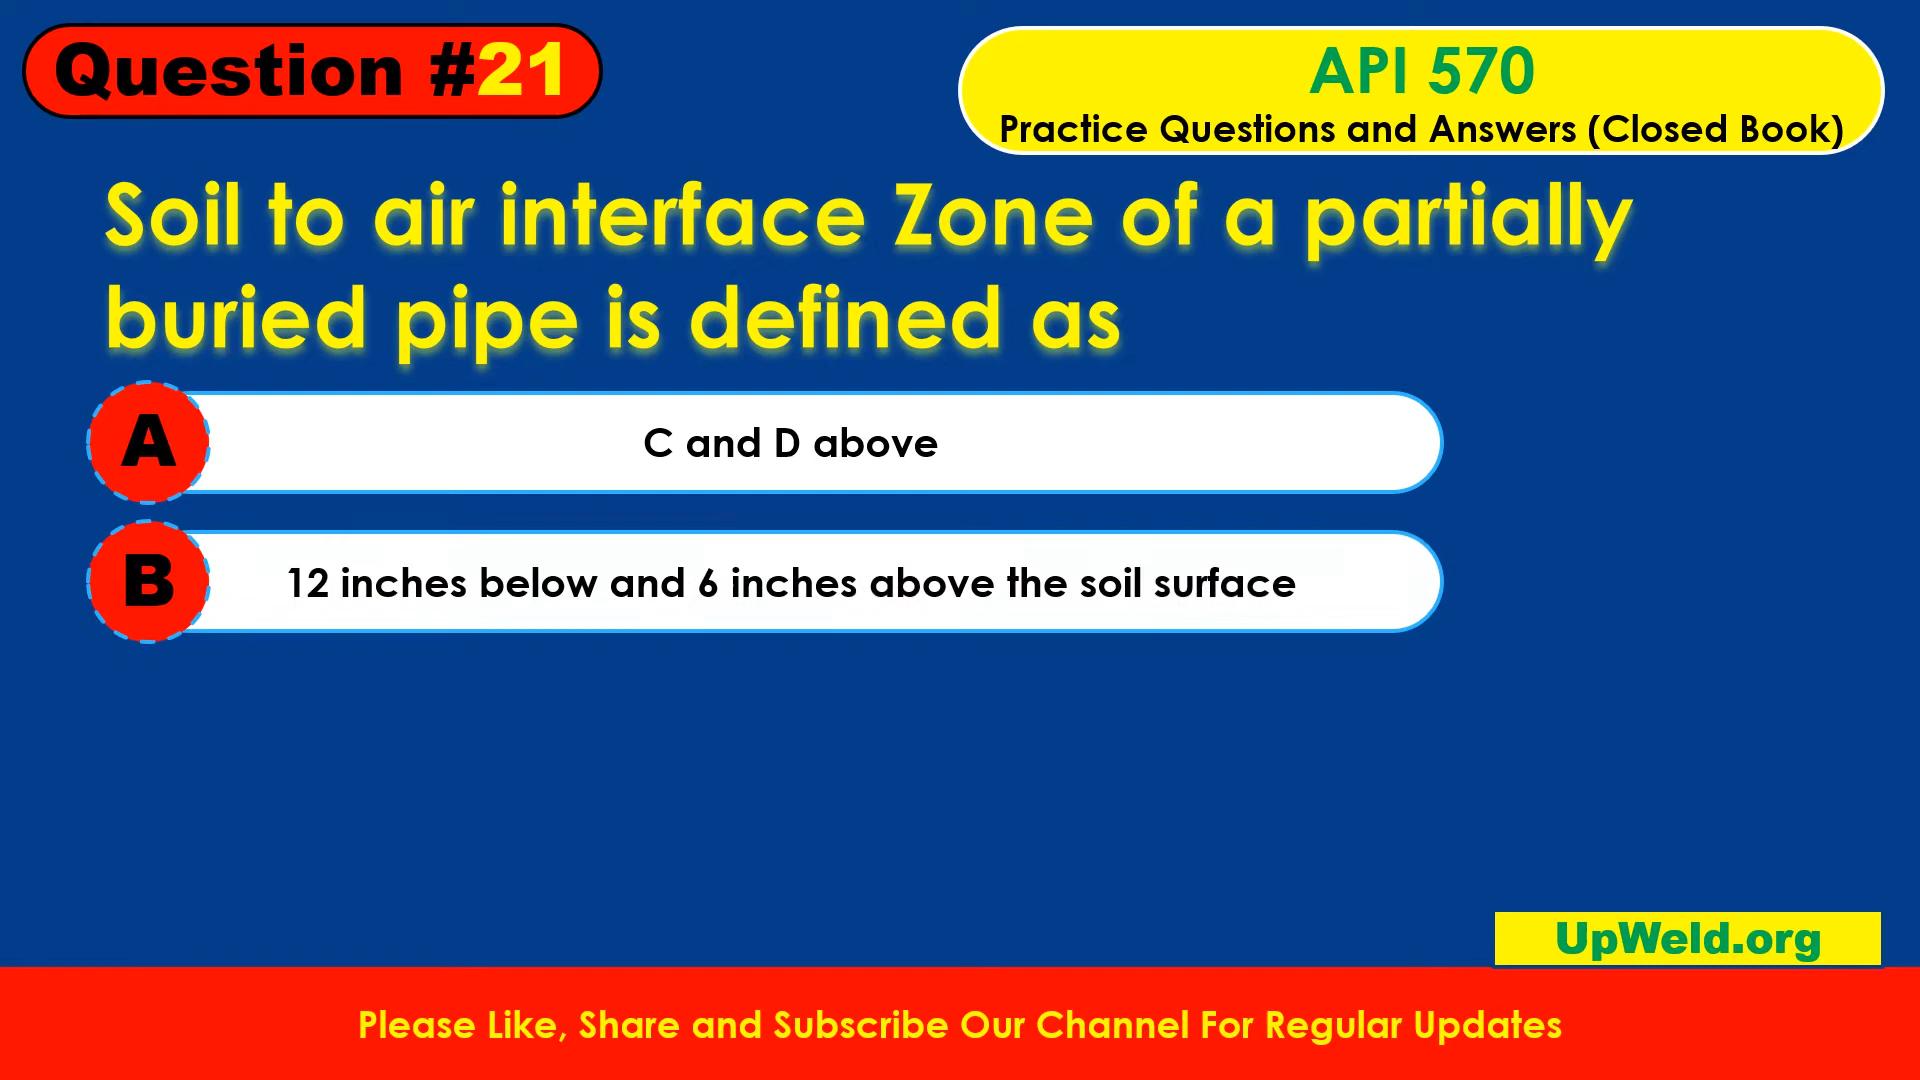 Question #21
API 570
Practice Questions and Answers (Closed Book)
Soil to air interface Zone of a partially
buried pipe is defined as
A
C and D above
B
12 inches below and 6 inches above the soil surface
UpWeld.org
Please Like, Share and Subscribe Our Channel For Regular Updates